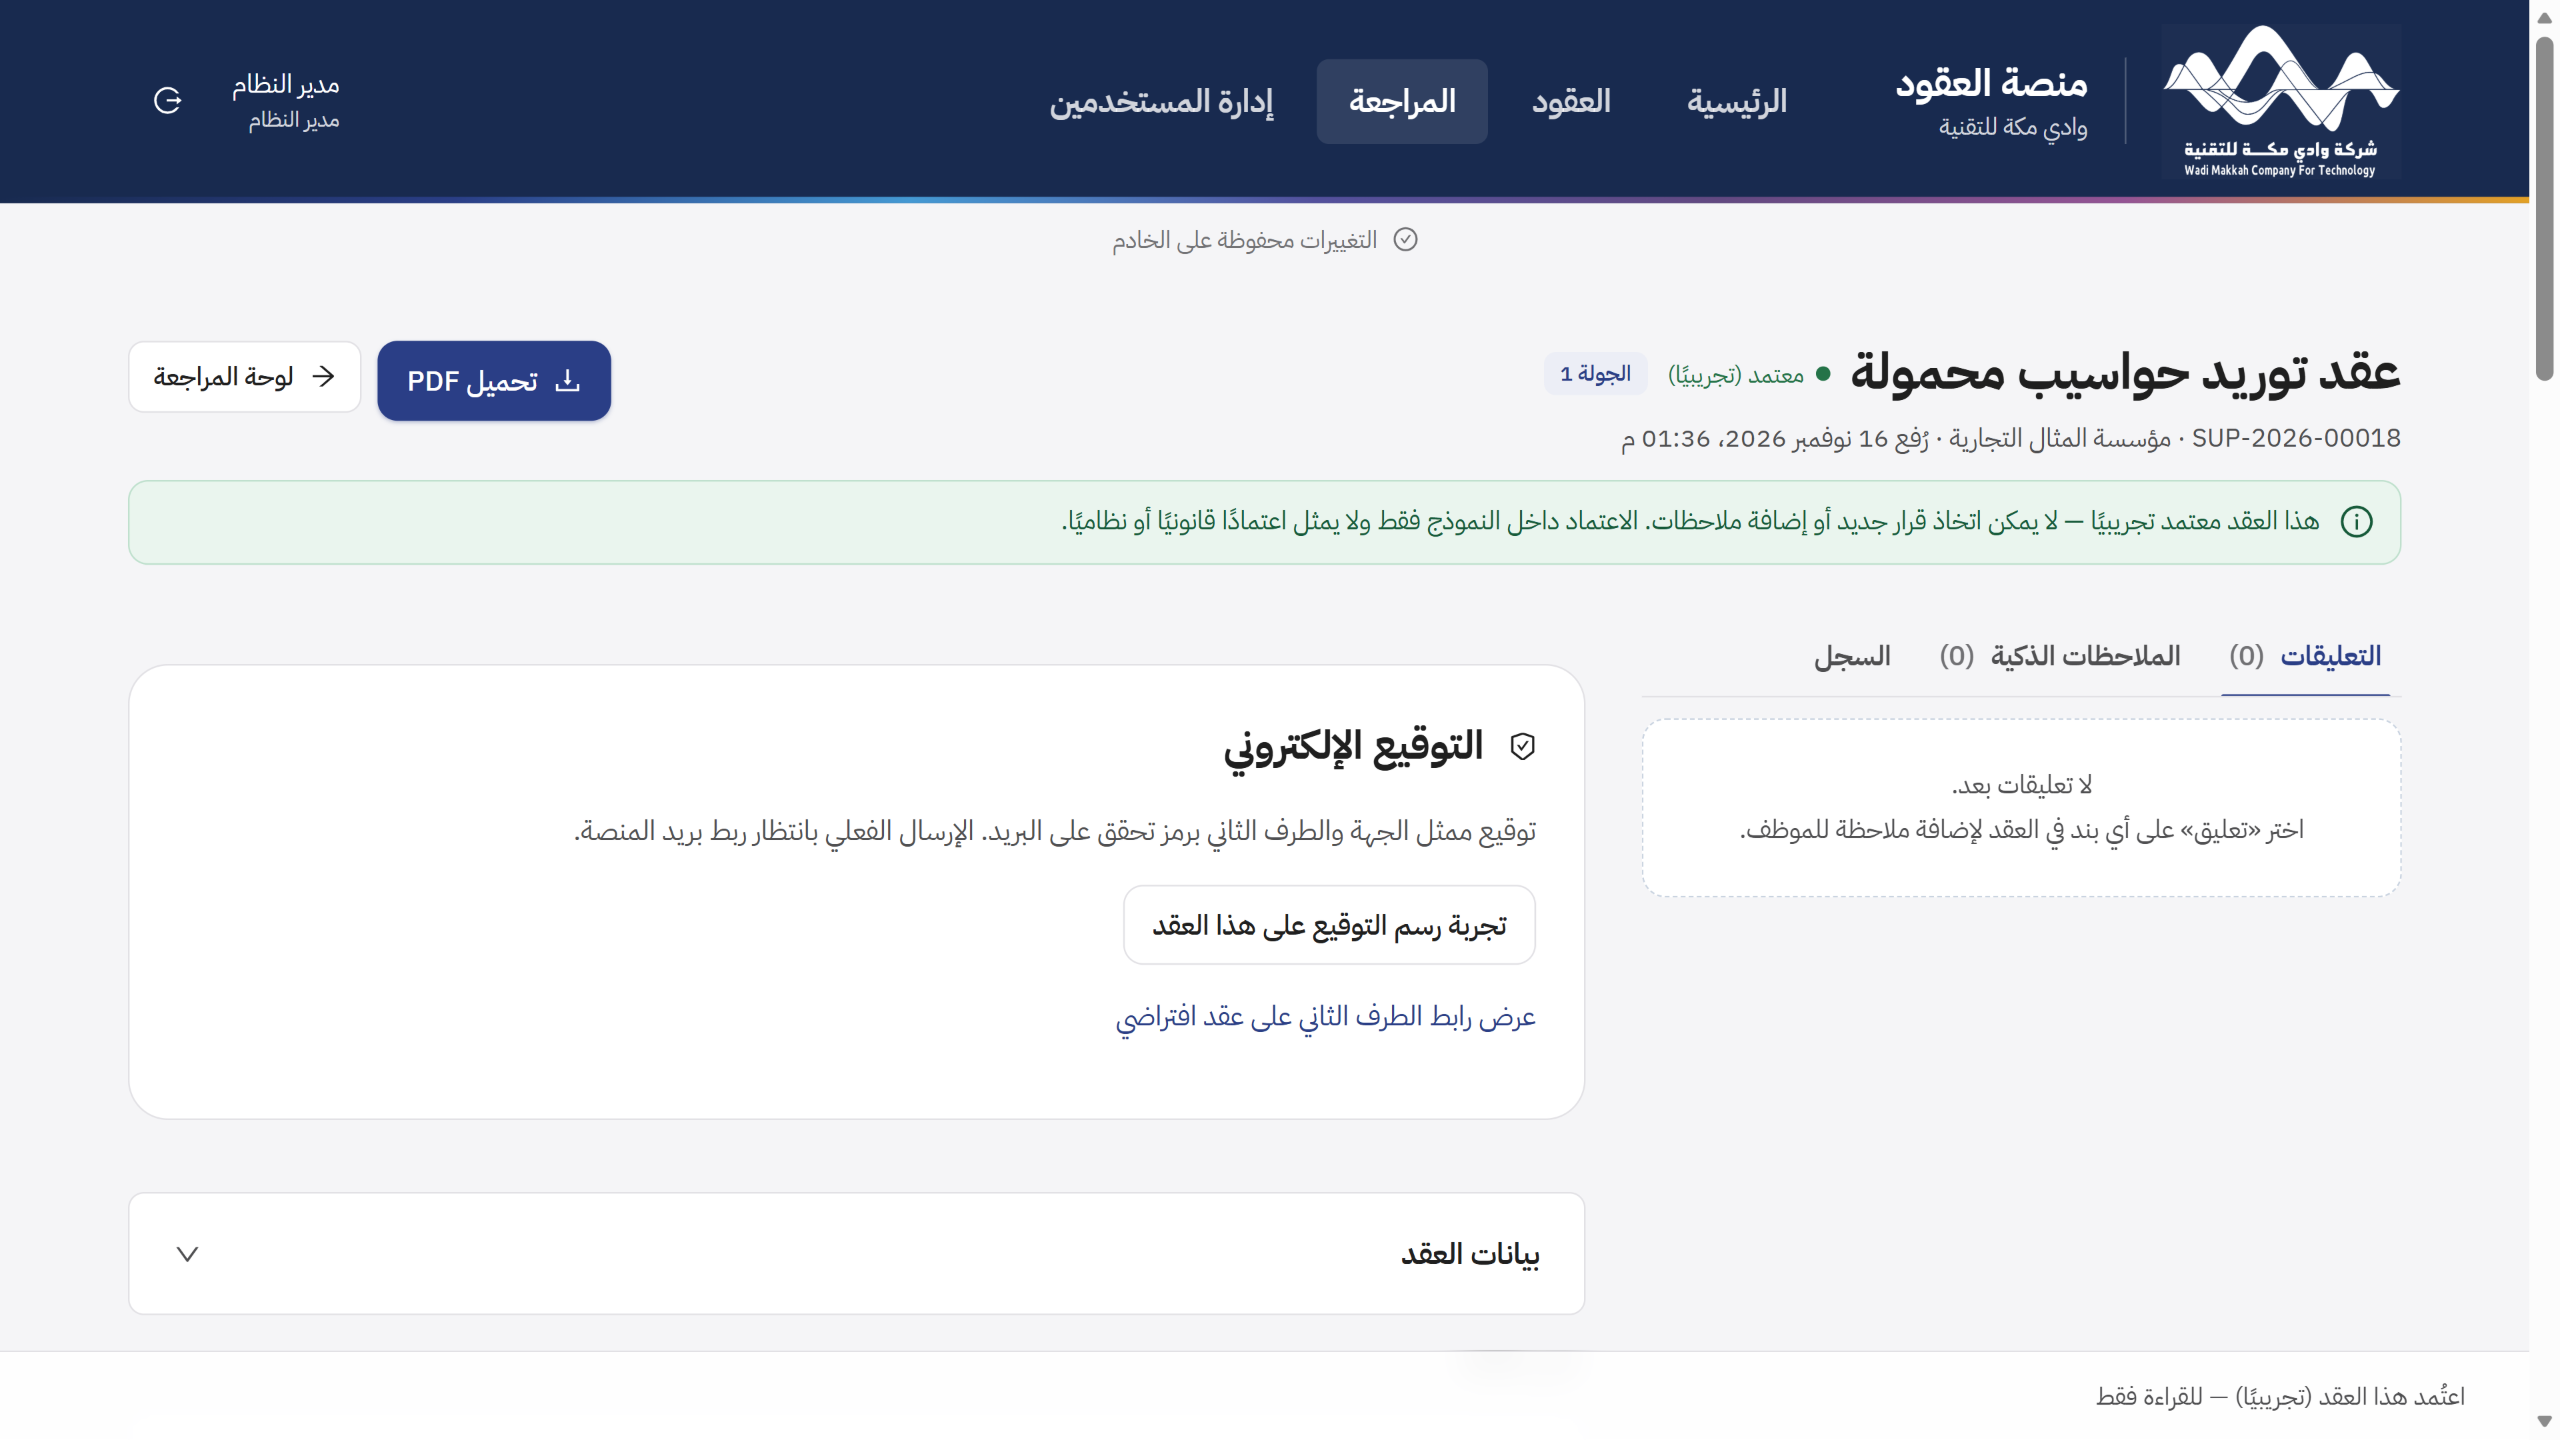 شركة وادي مكة للتقنية
Wadi Makkah Company For Technology
منصة العقود
وادي مكة للتقنية
الرئيسية
العقود
المراجعة
إدارة المستخدمين
مدير النظام
مدير النظام
التغييرات محفوظة على الخادم
عقد توريد حواسيب محمولة
معتمد (تجريبيًا)
الجولة 1
SUP-2026-00018 · مؤسسة المثال التجارية · رُفع 16 نوفمبر 2026، 01:36 م
تحميل PDF
لوحة المراجعة
هذا العقد معتمد تجريبيًا — لا يمكن اتخاذ قرار جديد أو إضافة ملاحظات. الاعتماد داخل النموذج فقط ولا يمثل اعتمادًا قانونيًا أو نظاميًا.
التعليقات (0)
الملاحظات الذكية (0)
السجل
لا تعليقات بعد.
اختر «تعليق» على أي بند في العقد لإضافة ملاحظة للموظف.
التوقيع الإلكتروني
توقيع ممثل الجهة والطرف الثاني برمز تحقق على البريد. الإرسال الفعلي بانتظار ربط بريد المنصة.
تجربة رسم التوقيع على هذا العقد
عرض رابط الطرف الثاني على عقد افتراضي
بيانات العقد
اعتُمد هذا العقد (تجريبيًا) — للقراءة فقط